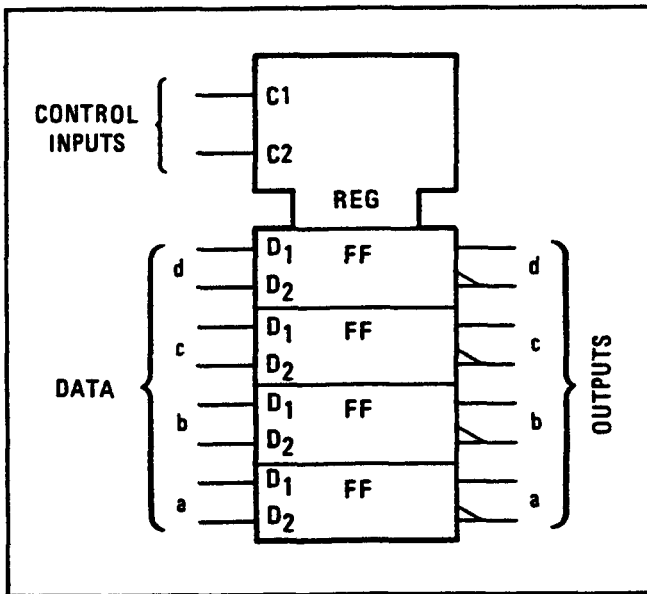 CONTROL
INPUTS
C1
C2
REG
d
D1 FF
D2
d
c
D1 FF
D2
c
DATA
b
D1 FF
D2
b
a
D1 FF
D2
a
OUTPUTS